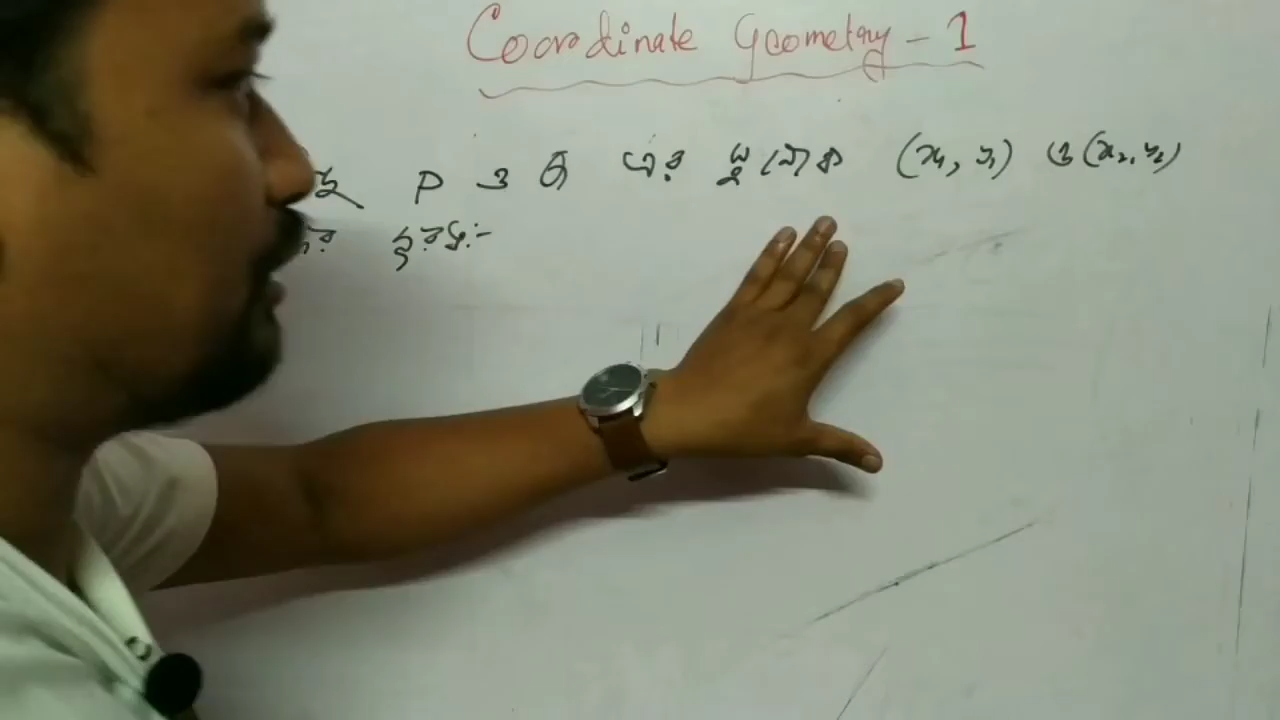 Coordinate Geometry - 1
P ও Q এর স্থানাঙ্ক (x₁, y₁) ও (x₂, y₂)
দূরত্ব:-